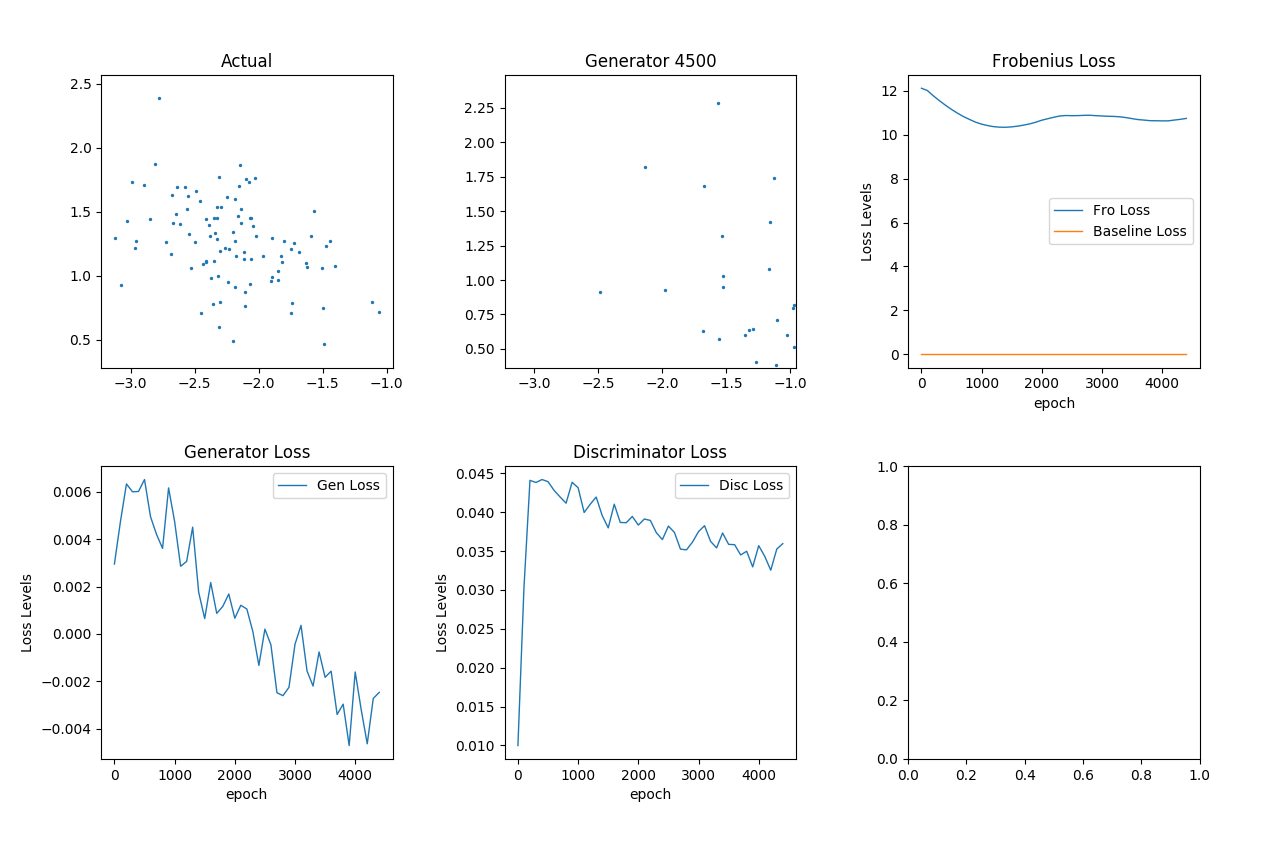 Actual
2.5
2.0
1.5
1.0
0.5
−3.0 −2.5 −2.0 −1.5 −1.0
Generator 4500
2.25
2.00
1.75
1.50
1.25
1.00
0.75
0.50
−3.0 −2.5 −2.0 −1.5 −1.0
Frobenius Loss
Loss Levels
12
10
8
6
4
2
0
Fro Loss
Baseline Loss
0 1000 2000 3000 4000
epoch
Generator Loss
Loss Levels
0.006
0.004
0.002
0.000
−0.002
−0.004
Gen Loss
0 1000 2000 3000 4000
epoch
Discriminator Loss
Loss Levels
0.045
0.040
0.035
0.030
0.025
0.020
0.015
0.010
Disc Loss
0 1000 2000 3000 4000
epoch
1.0
0.8
0.6
0.4
0.2
0.0
0.0 0.2 0.4 0.6 0.8 1.0